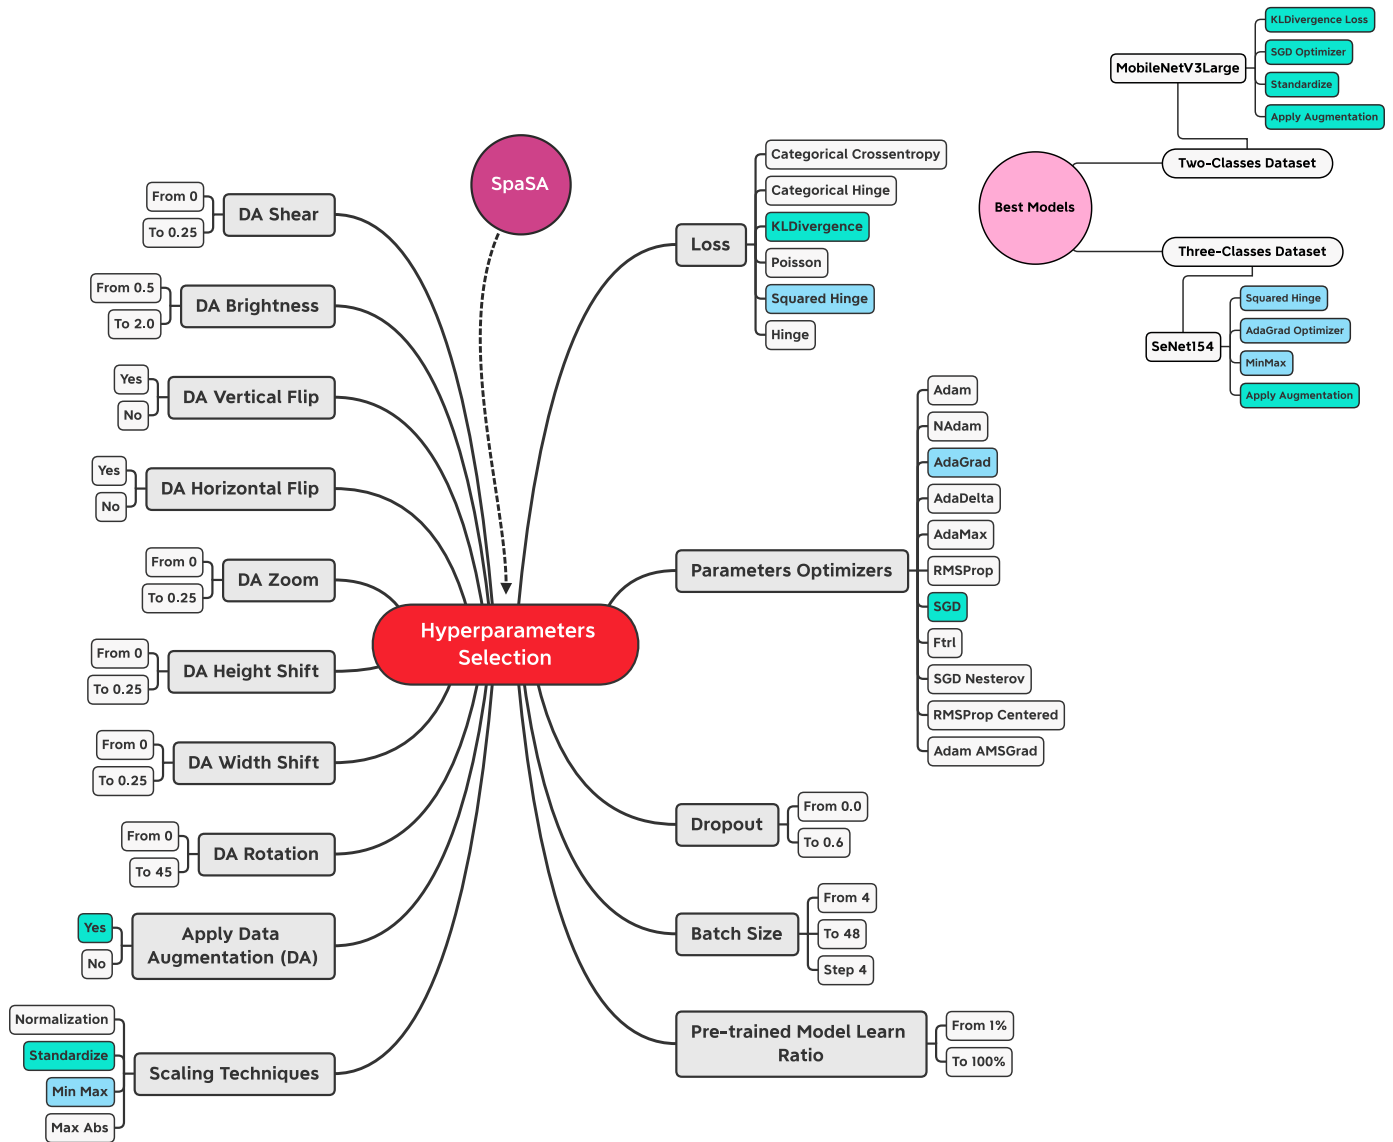 SpaSA
Hyperparameters
Selection
From 0
To 0.25
DA Shear
From 0.5
To 2.0
DA Brightness
Yes
No
DA Vertical Flip
Yes
No
DA Horizontal Flip
From 0
To 0.25
DA Zoom
From 0
To 0.25
DA Height Shift
From 0
To 0.25
DA Width Shift
From 0
To 45
DA Rotation
Yes
No
Apply Data
Augmentation (DA)
Normalization
Standardize
Min Max
Max Abs
Scaling Techniques
Loss
Categorical Crossentropy
Categorical Hinge
KLDivergence
Poisson
Squared Hinge
Hinge
Parameters Optimizers
Adam
NAdam
AdaGrad
AdaDelta
AdaMax
RMSProp
SGD
Ftrl
SGD Nesterov
RMSProp Centered
Adam AMSGrad
Dropout
From 0.0
To 0.6
Batch Size
From 4
To 48
Step 4
Pre-trained Model Learn
Ratio
From 1%
To 100%
Best Models
Two-Classes Dataset
MobileNetV3Large
KLDivergence Loss
SGD Optimizer
Standardize
Apply Augmentation
Three-Classes Dataset
SeNet154
Squared Hinge
AdaGrad Optimizer
MinMax
Apply Augmentation